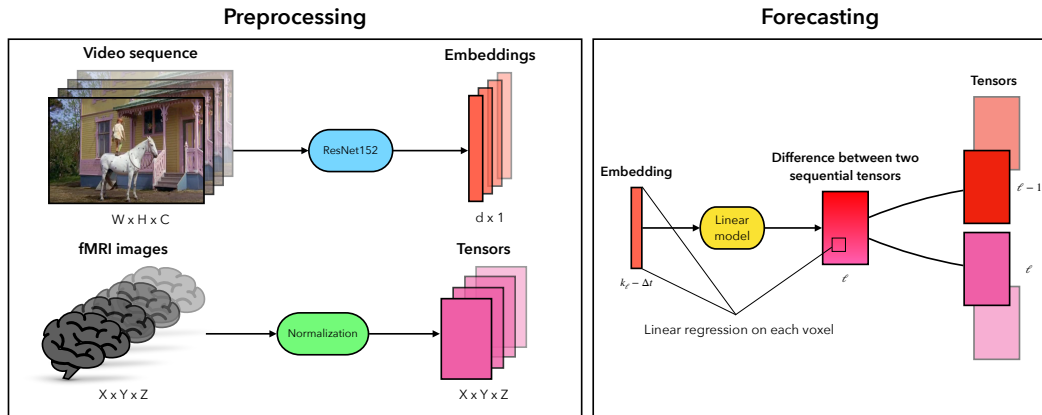 Preprocessing
Video sequence
W x H x C
ResNet152
Embeddings
d x 1
fMRI images
X x Y x Z
Normalization
Tensors
X x Y x Z
Forecasting
Embedding
k_ℓ − Δt
Linear
model
Difference between two
sequential tensors
ℓ
Tensors
ℓ − 1
ℓ
Linear regression on each voxel